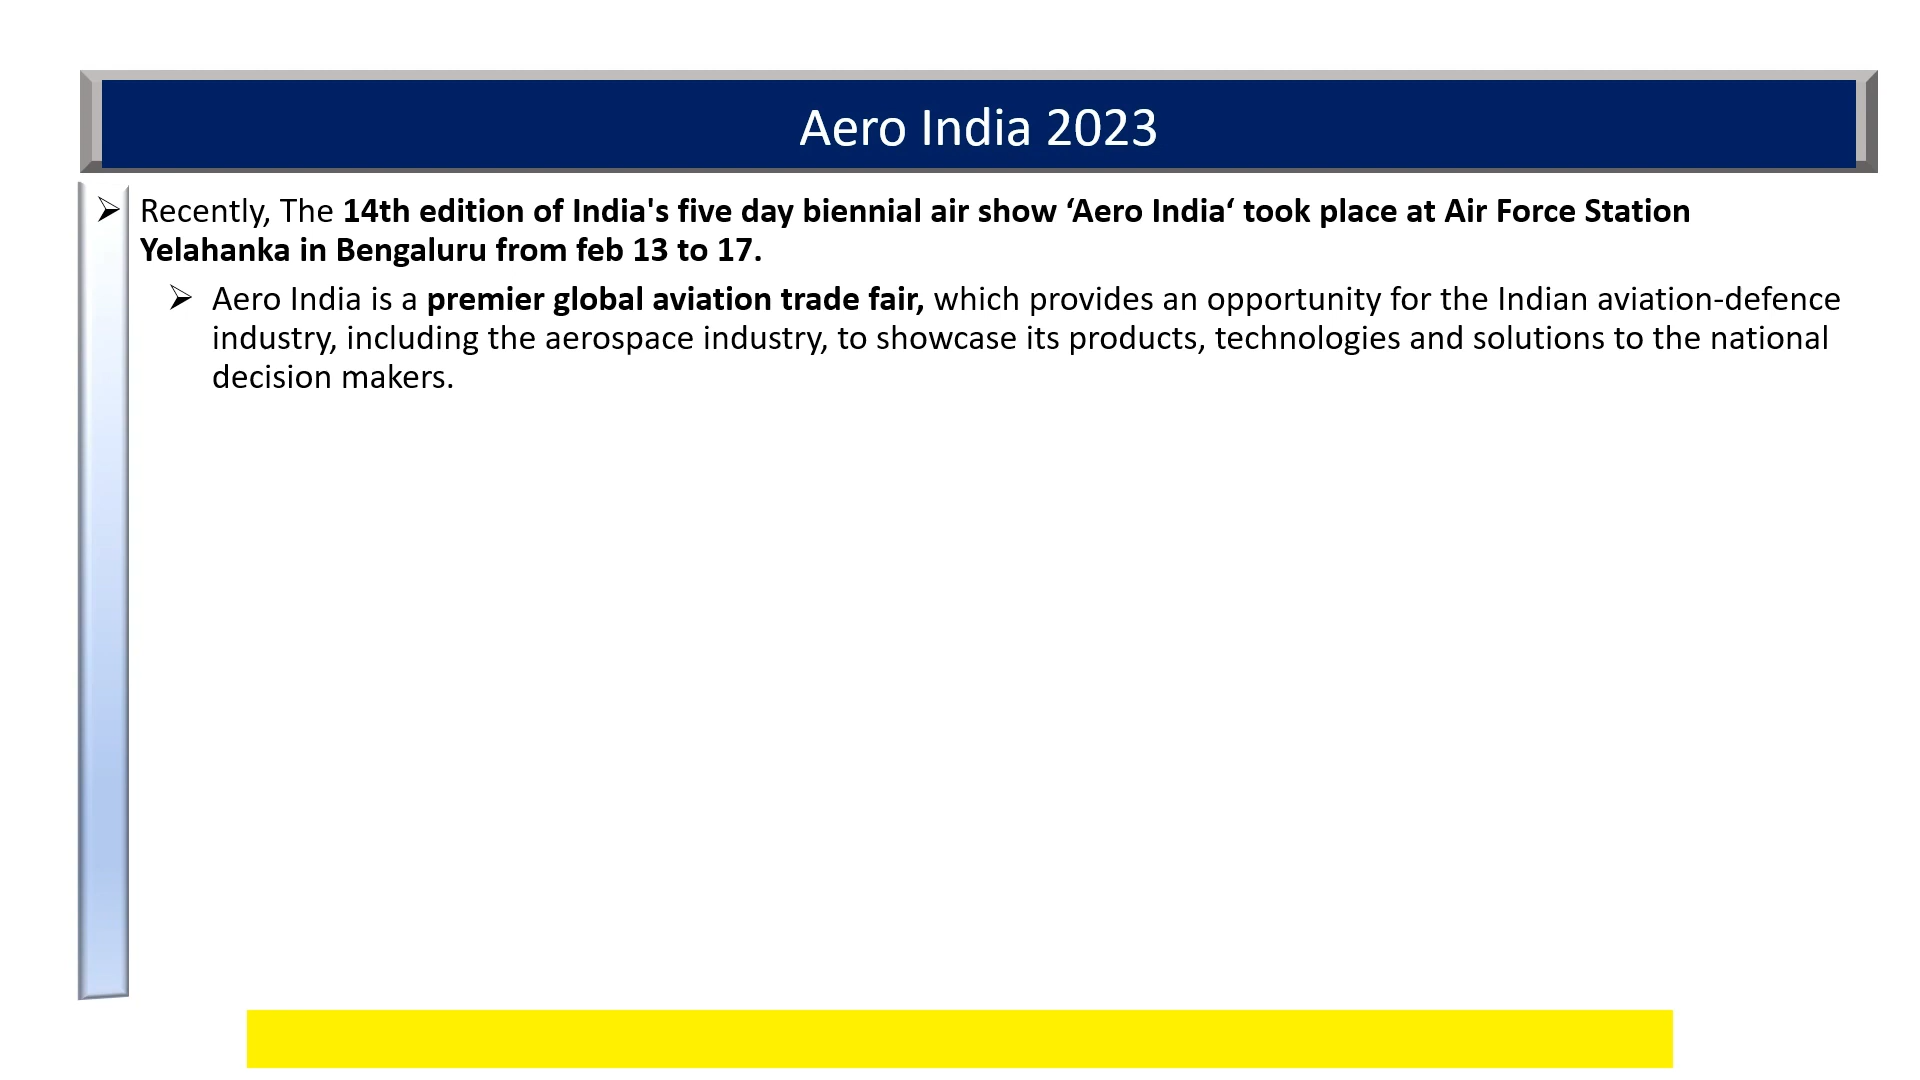 Aero India 2023
➢ Recently, The 14th edition of India's five day biennial air show ‘Aero India‘ took place at Air Force Station
Yelahanka in Bengaluru from feb 13 to 17.
➢ Aero India is a premier global aviation trade fair, which provides an opportunity for the Indian aviation-defence
industry, including the aerospace industry, to showcase its products, technologies and solutions to the national
decision makers.